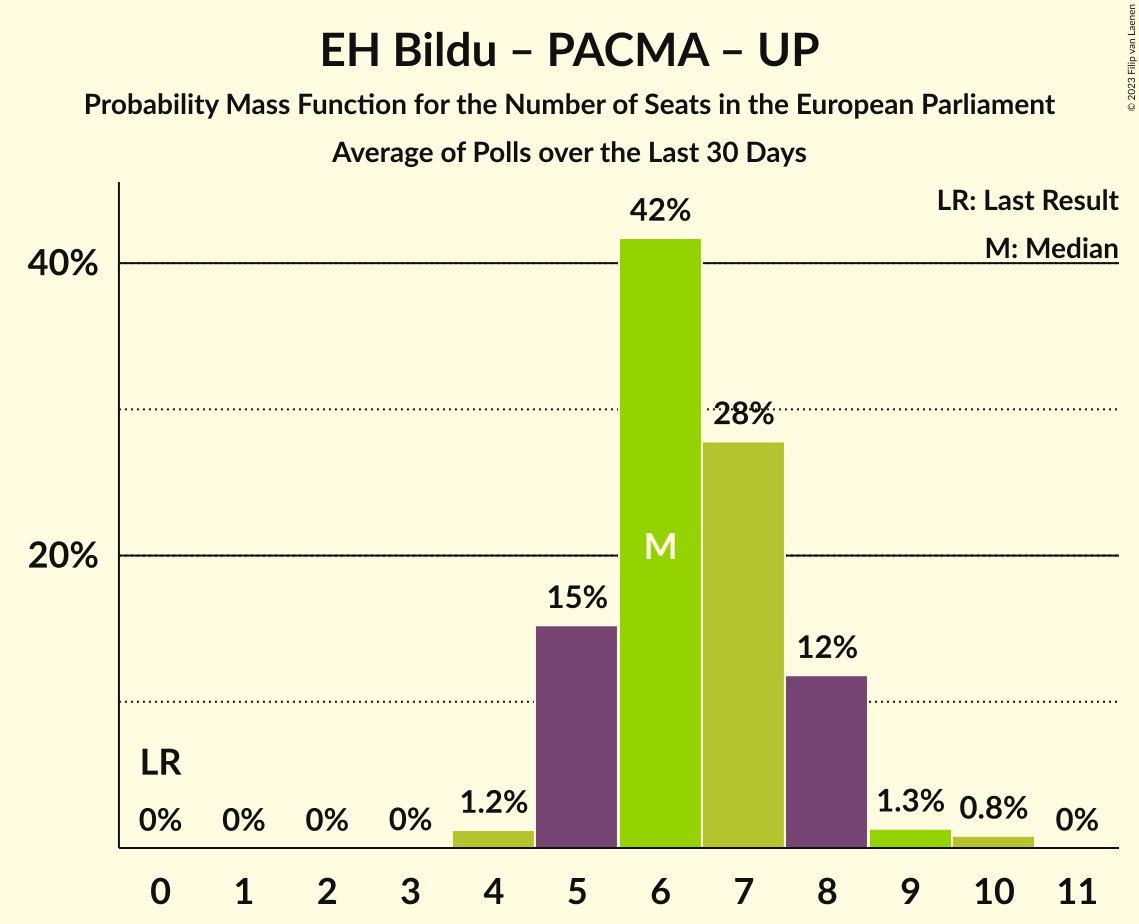 EH Bildu – PACMA – UP
Probability Mass Function for the Number of Seats in the European Parliament
Average of Polls over the Last 30 Days
© 2023 Filip van Laenen
LR: Last Result
M: Median
42%
40%
28%
20%
M
15%
12%
LR
0%
0%
0%
0%
1.2%
1.3%
0.8%
0%
0 1 2 3 4 5 6 7 8 9 10 11